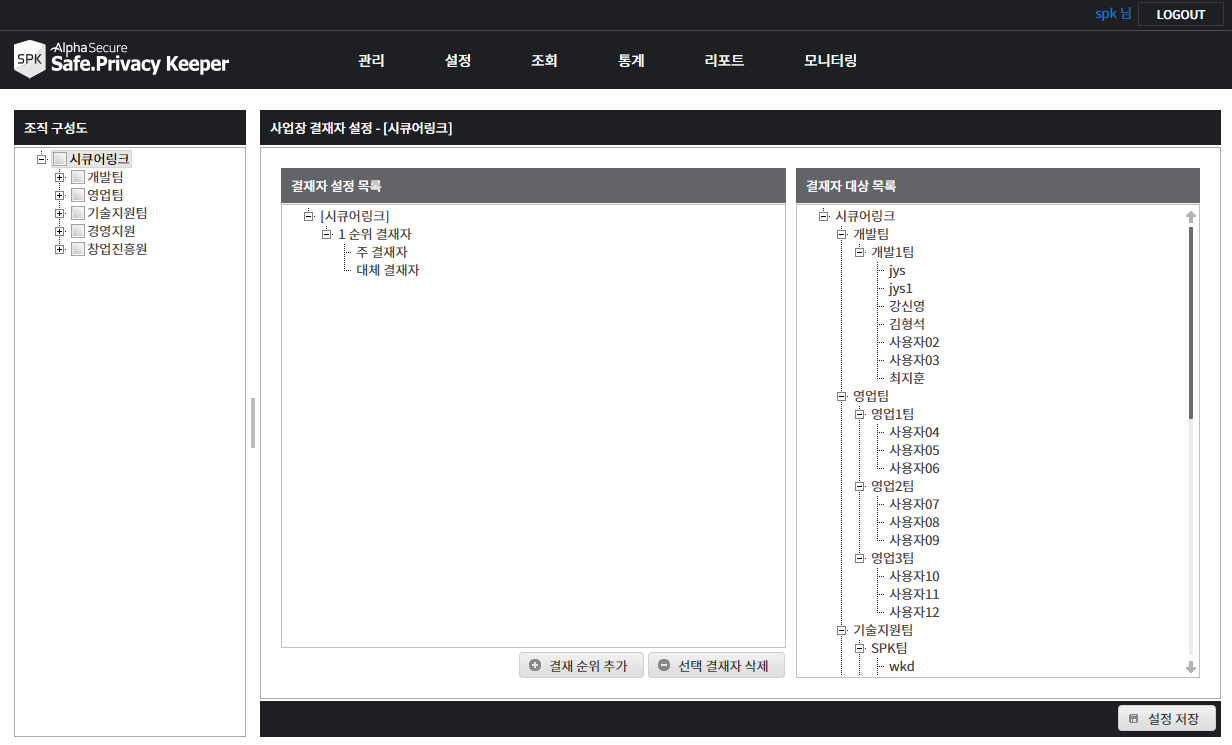 spk 님 LOGOUT
SPK AlphaSecure
Safe.Privacy Keeper
관리 설정 조회 통계 리포트 모니터링
조직 구성도
시큐어링크
개발팀
영업팀
기술지원팀
경영지원
창업진흥원
사업장 결재자 설정 - [시큐어링크]
결재자 설정 목록
[시큐어링크]
1 순위 결재자
주 결재자
대체 결재자
결재 순위 추가 선택 결재자 삭제
결재자 대상 목록
시큐어링크
개발팀
개발1팀
jys
jys1
강신영
김형석
사용자02
사용자03
최지훈
영업팀
영업1팀
사용자04
사용자05
사용자06
영업2팀
사용자07
사용자08
사용자09
영업3팀
사용자10
사용자11
사용자12
기술지원팀
SPK팀
wkd
설정 저장